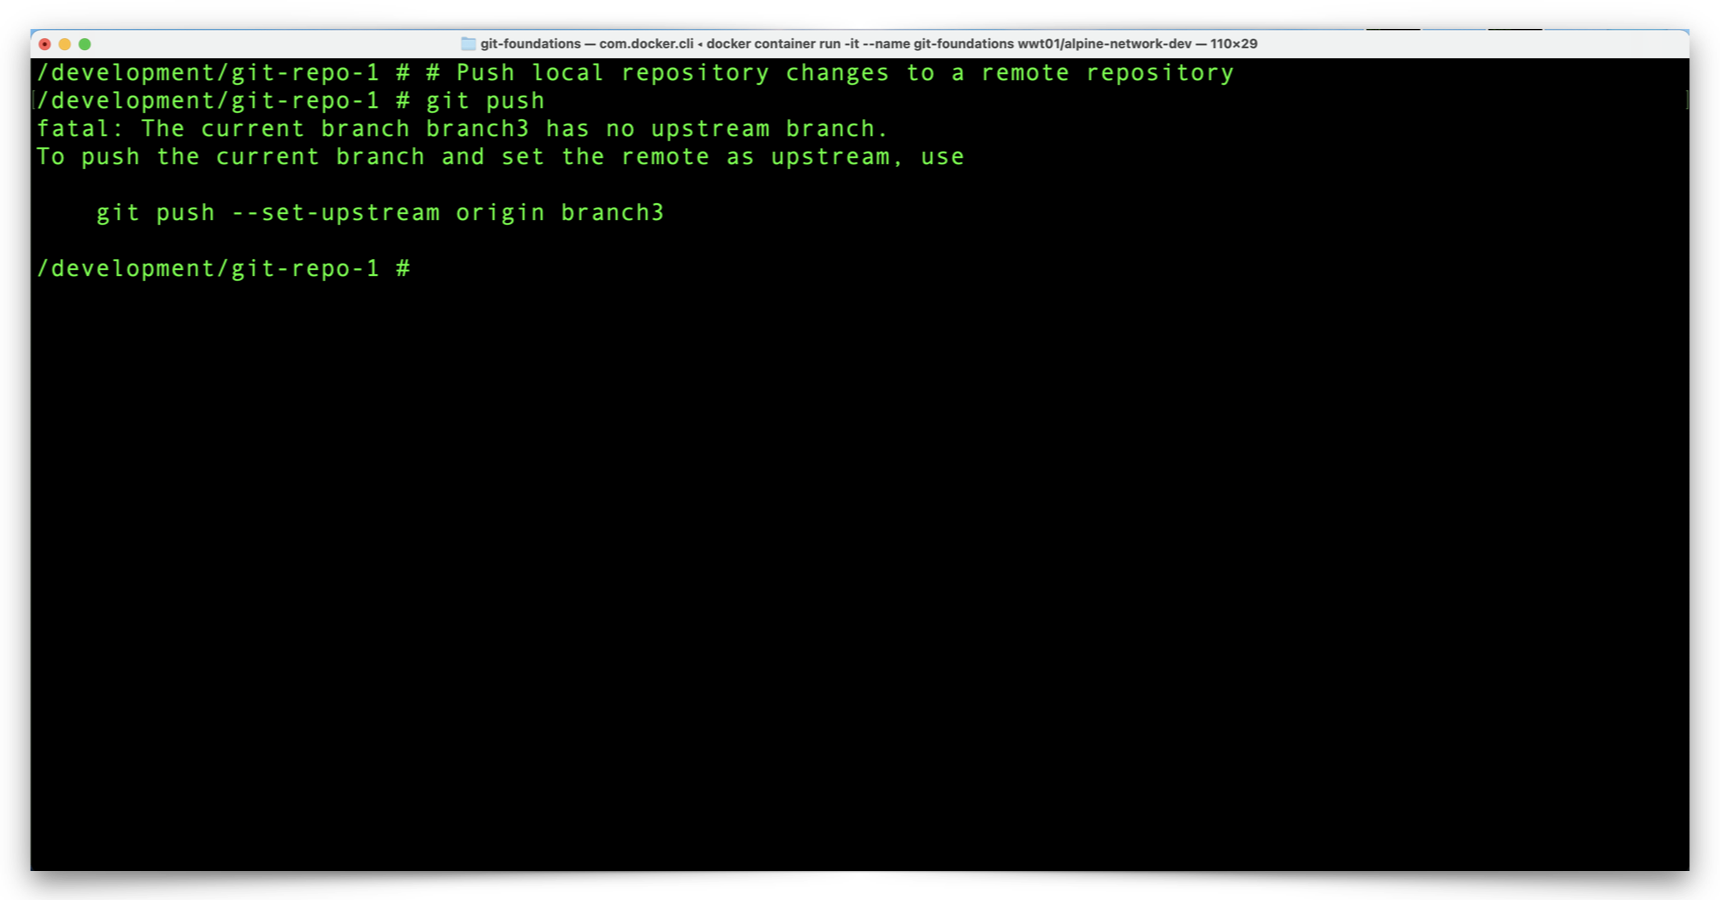 git-foundations — com.docker.cli ◂ docker container run -it --name git-foundations wwt01/alpine-network-dev — 110×29
/development/git-repo-1 # # Push local repository changes to a remote repository
/development/git-repo-1 # git push
fatal: The current branch branch3 has no upstream branch.
To push the current branch and set the remote as upstream, use
    git push --set-upstream origin branch3
/development/git-repo-1 #